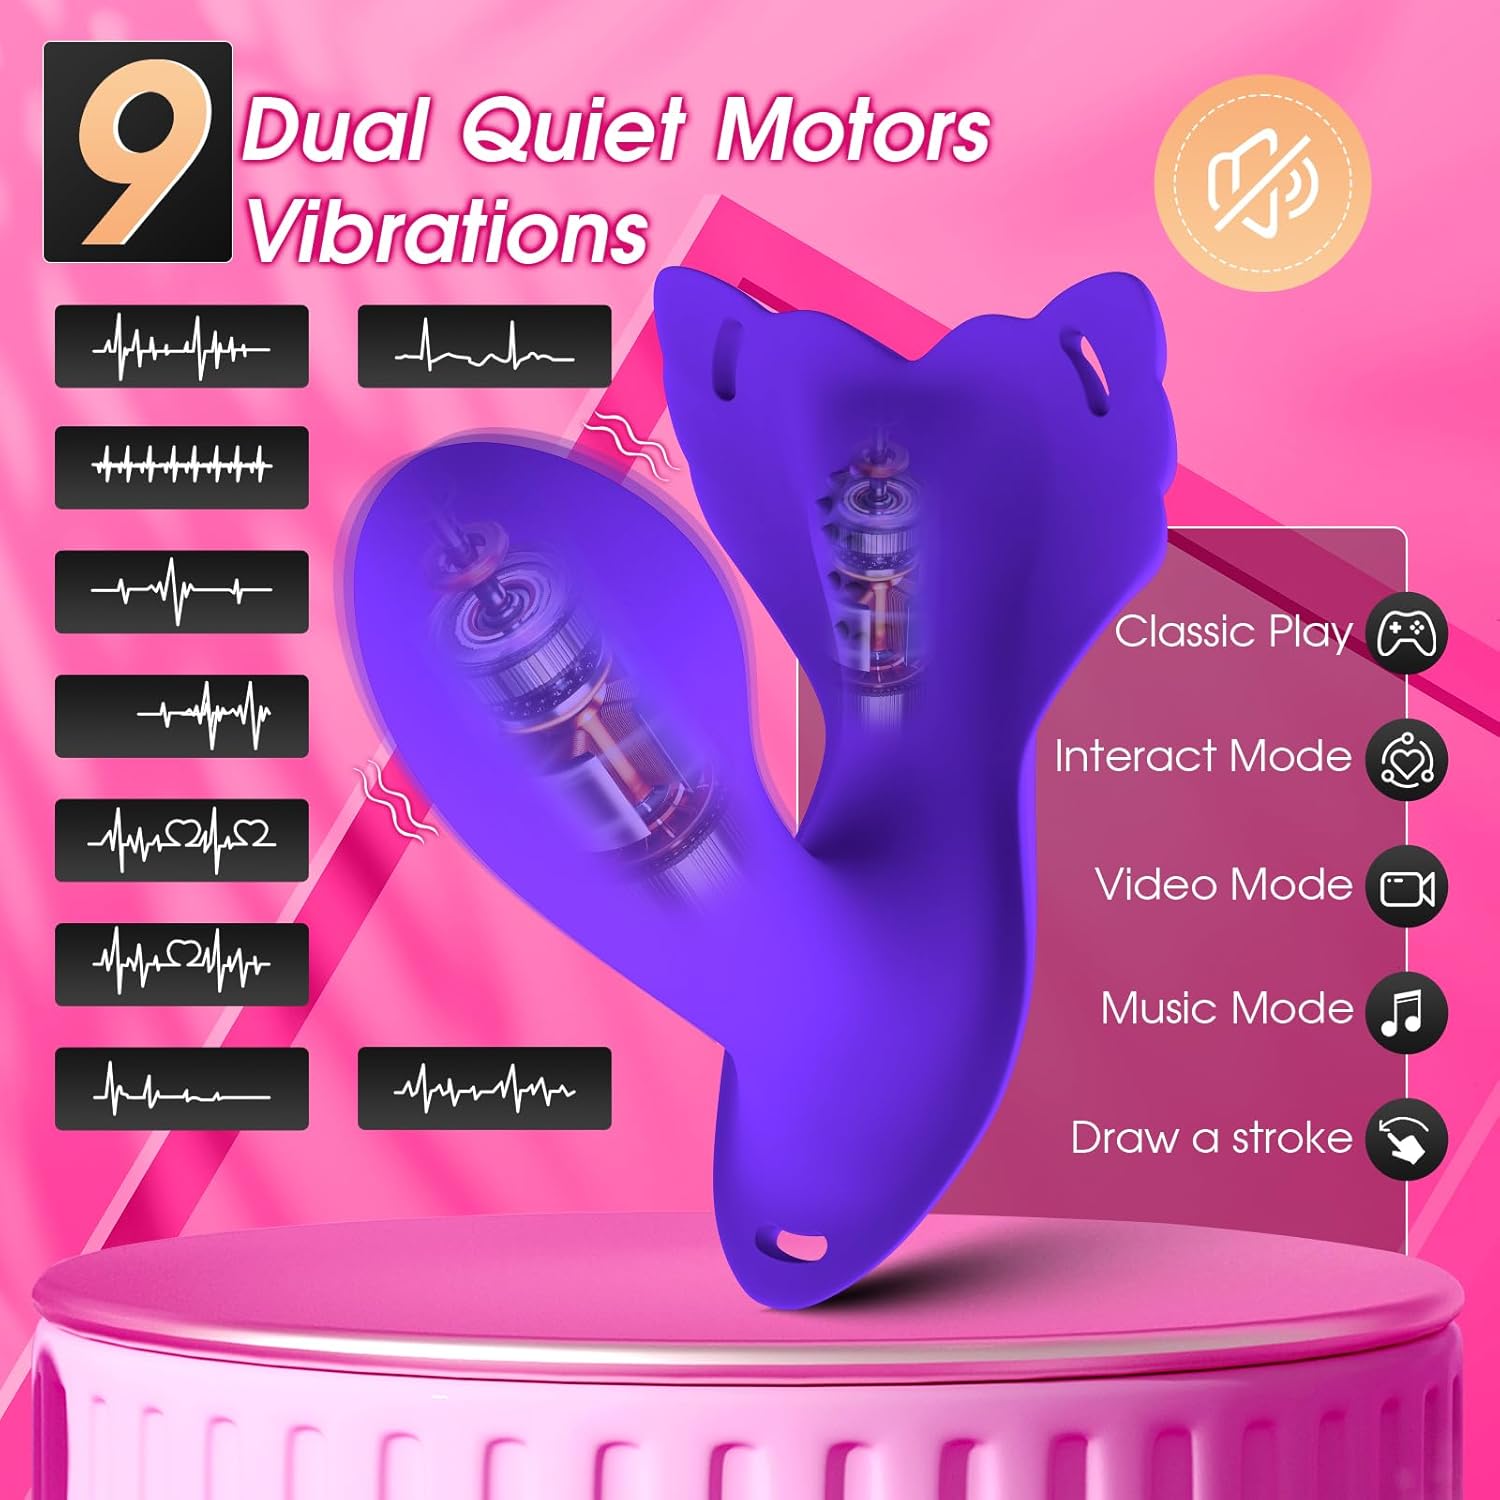 9 Dual Quiet Motors
Vibrations
Classic Play
Interact Mode
Video Mode
Music Mode
Draw a stroke